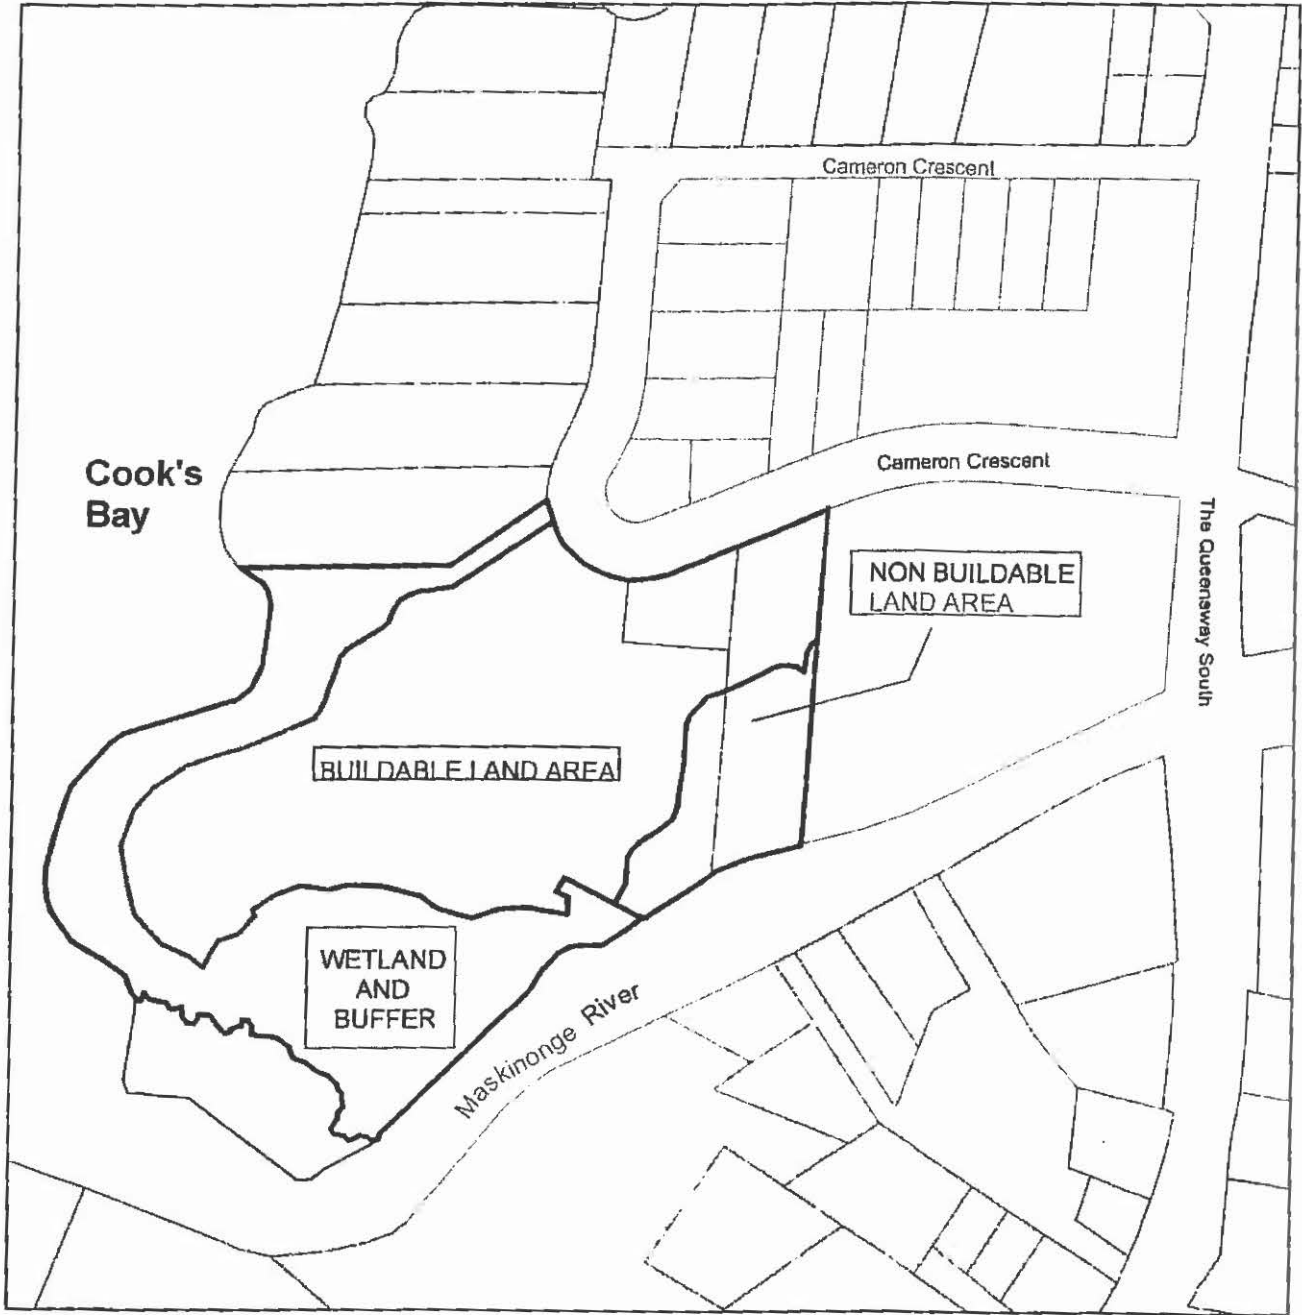 Cameron Crescent
Cook's
Bay
Cameron Crescent
The Queensway South
NON BUILDABLE
LAND AREA
BUILDABLE LAND AREA
WETLAND
AND
BUFFER
Maskinonge River